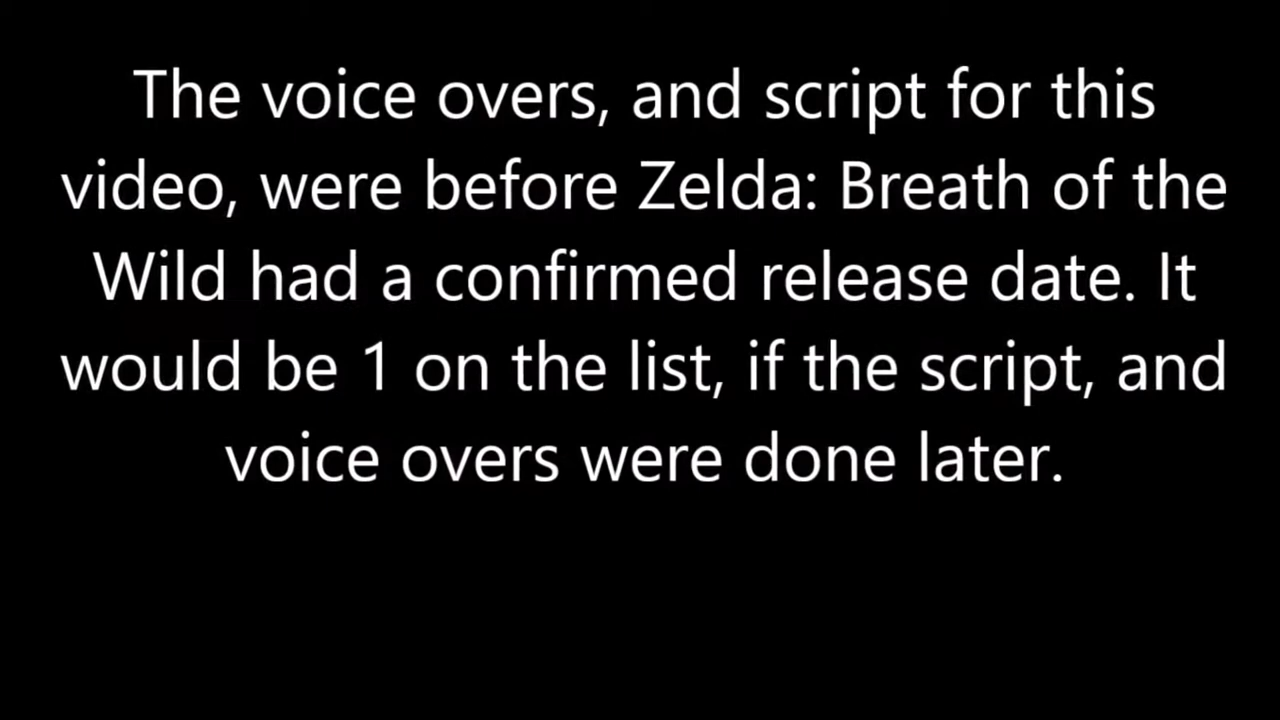 The voice overs, and script for this
video, were before Zelda: Breath of the
Wild had a confirmed release date. It
would be 1 on the list, if the script, and
voice overs were done later.